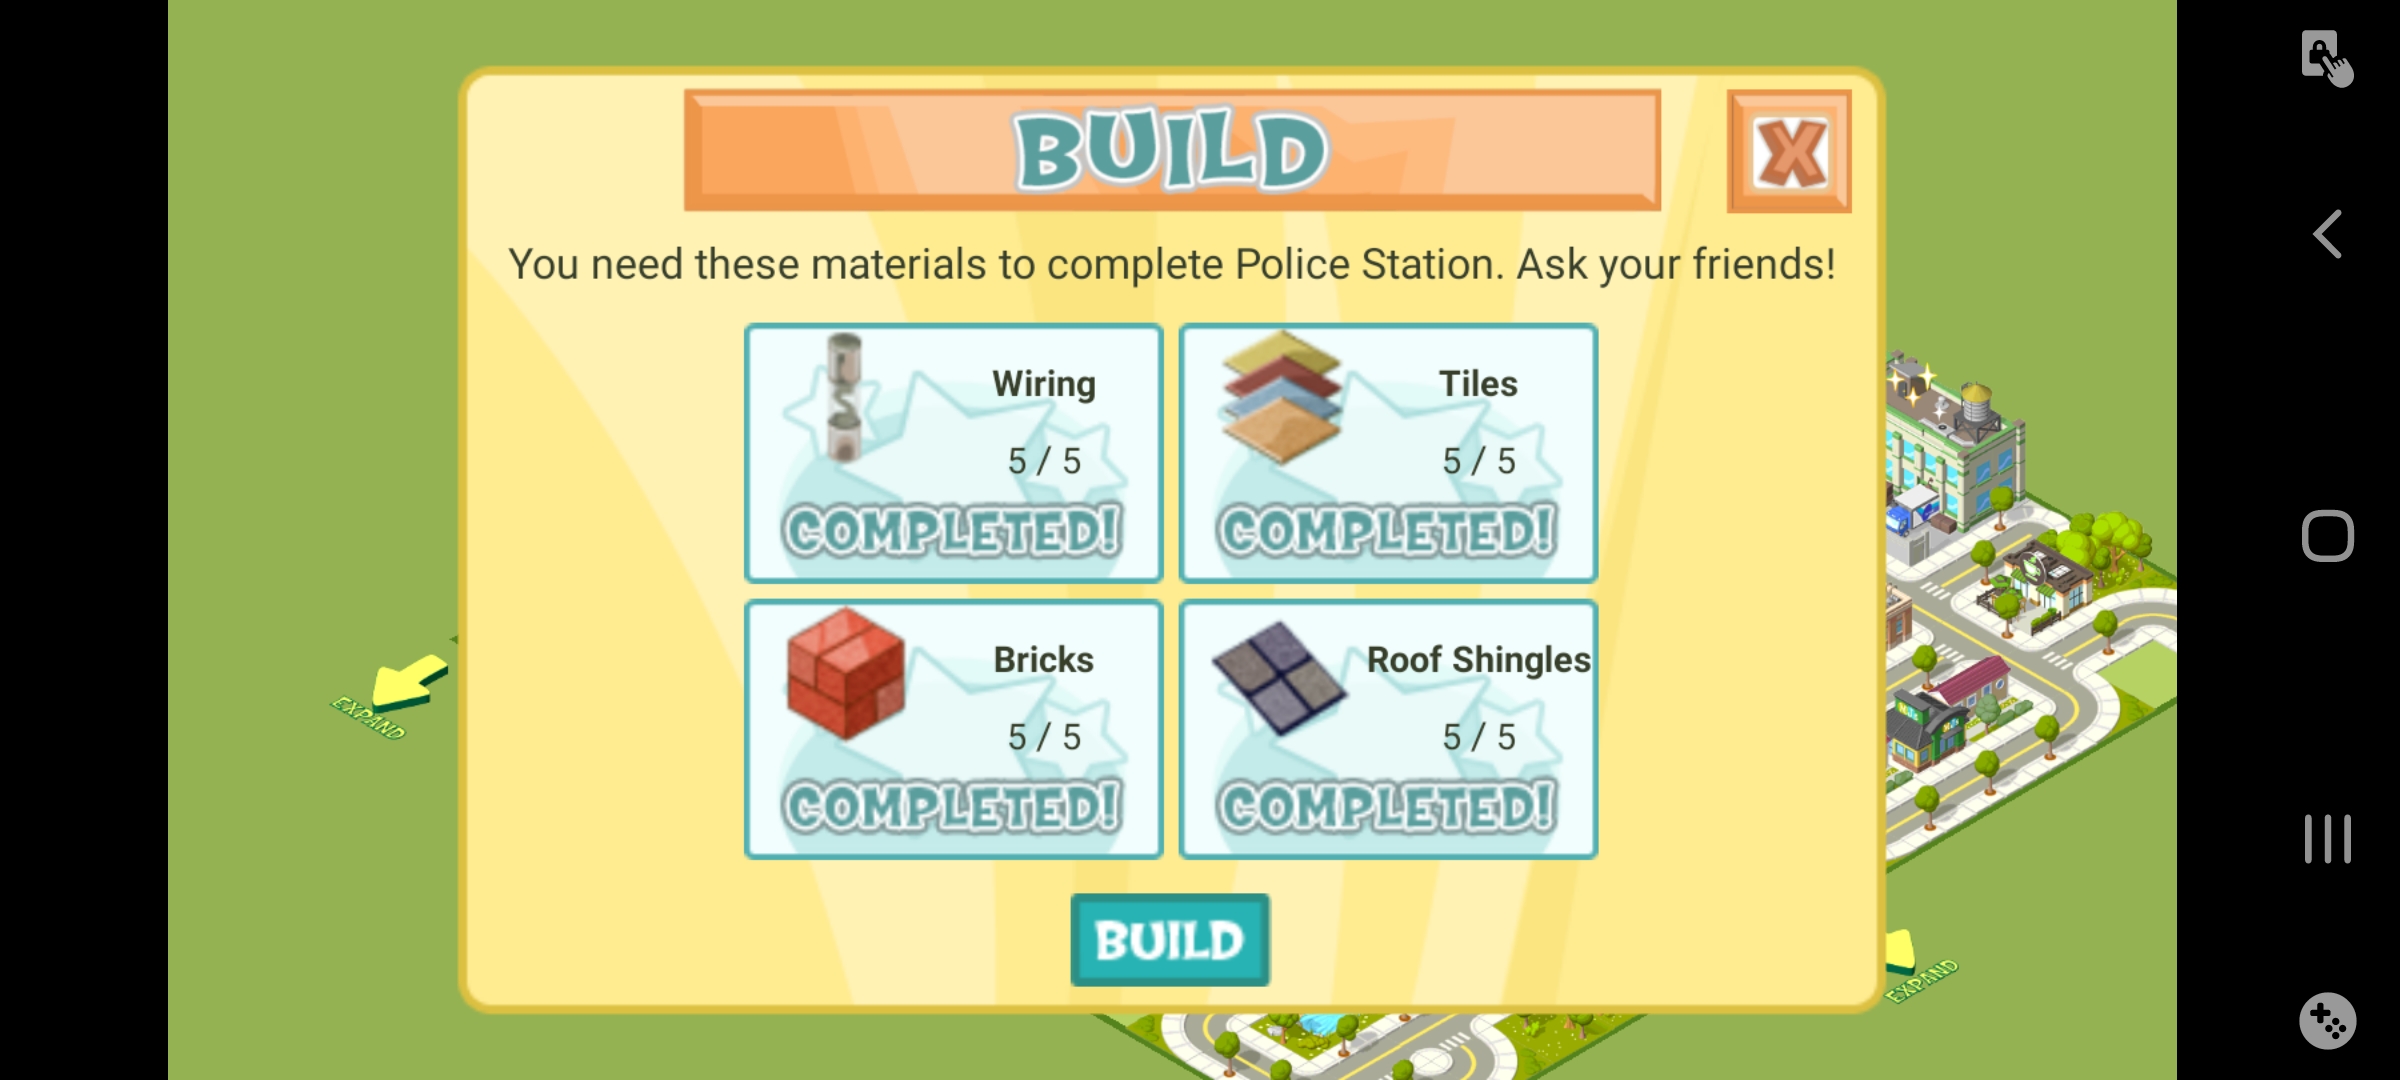 BUILD
X
You need these materials to complete Police Station. Ask your friends!
Wiring
5 / 5
COMPLETED!
Tiles
5 / 5
COMPLETED!
Bricks
5 / 5
COMPLETED!
Roof Shingles
5 / 5
COMPLETED!
BUILD
EXPAND
EXPAND